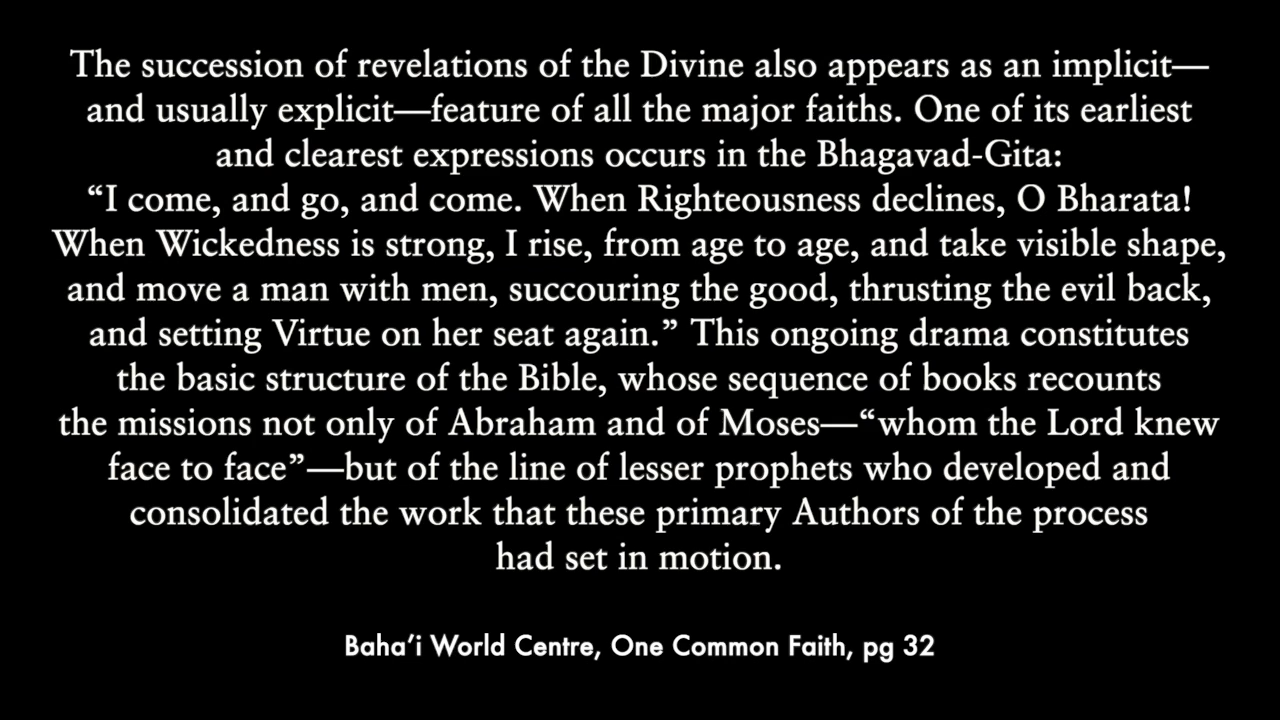 The succession of revelations of the Divine also appears as an implicit—
and usually explicit—feature of all the major faiths. One of its earliest
and clearest expressions occurs in the Bhagavad-Gita:
“I come, and go, and come. When Righteousness declines, O Bharata!
When Wickedness is strong, I rise, from age to age, and take visible shape,
and move a man with men, succouring the good, thrusting the evil back,
and setting Virtue on her seat again.” This ongoing drama constitutes
the basic structure of the Bible, whose sequence of books recounts
the missions not only of Abraham and of Moses—“whom the Lord knew
face to face”—but of the line of lesser prophets who developed and
consolidated the work that these primary Authors of the process
had set in motion.
Baha’i World Centre, One Common Faith, pg 32